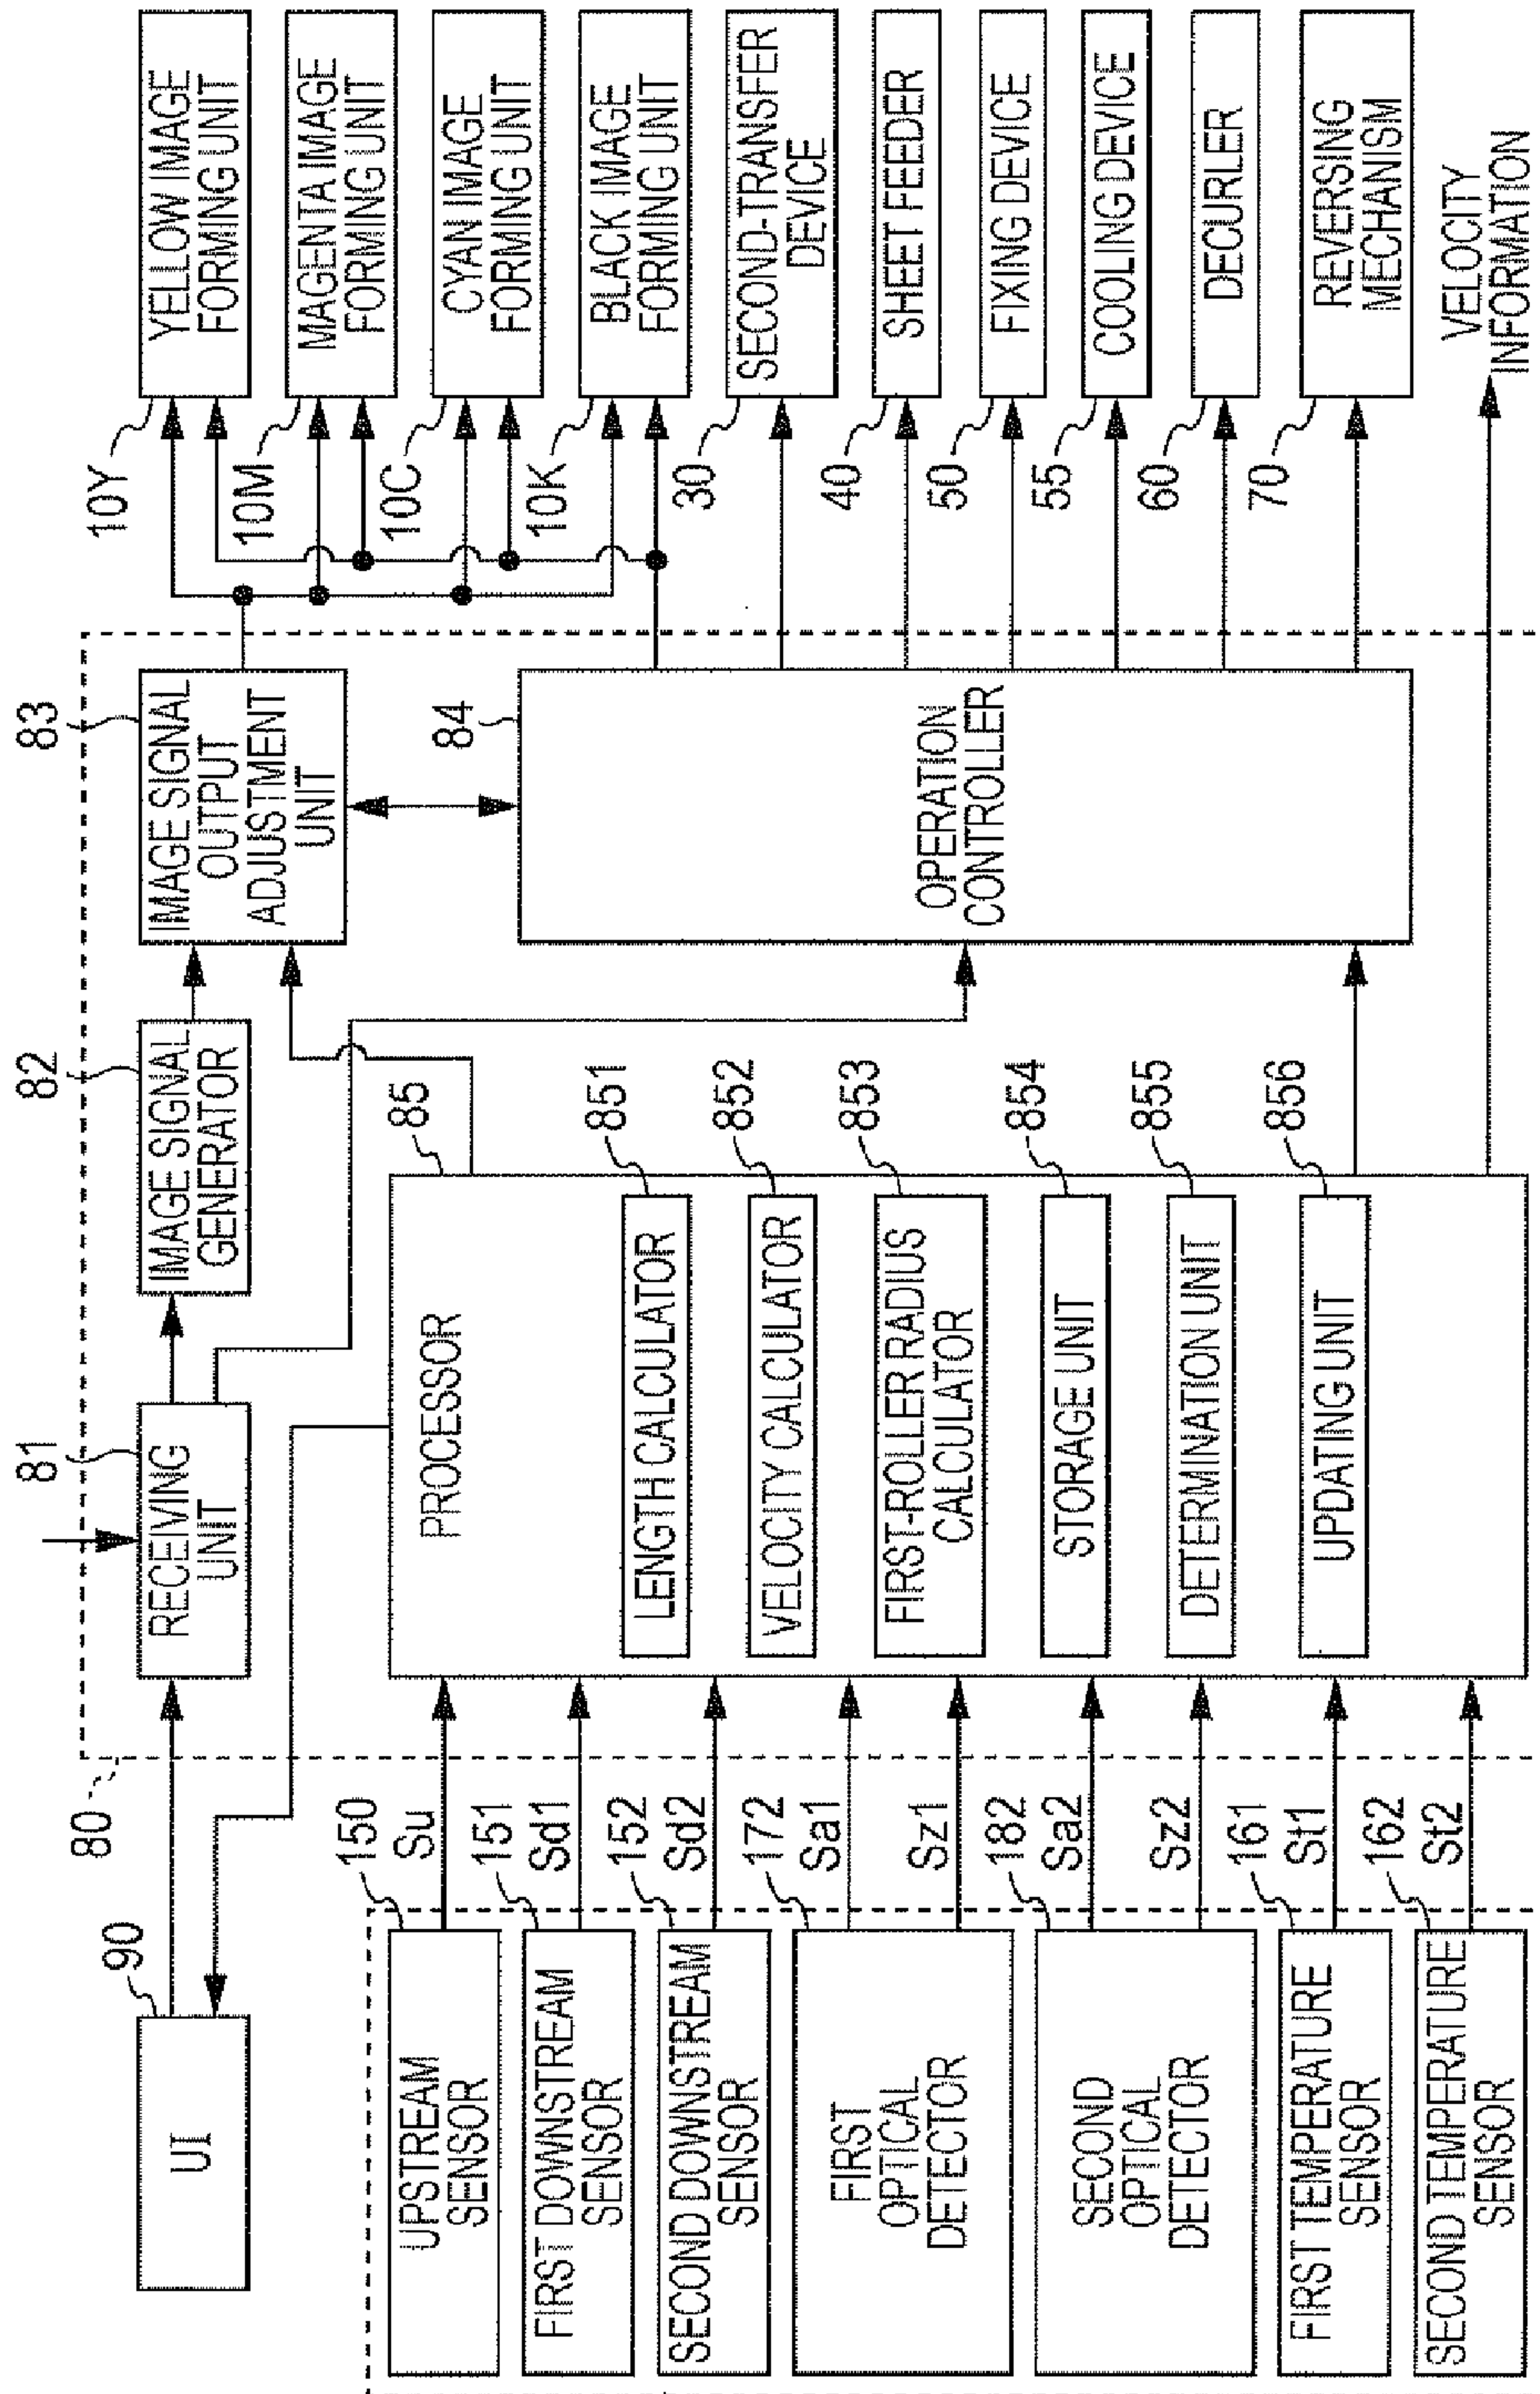 UI
90
UPSTREAM
SENSOR
150
Su
FIRST DOWNSTREAM
SENSOR
151
Sd1
SECOND DOWNSTREAM
SENSOR
152
Sd2
FIRST
OPTICAL
DETECTOR
172
Sa1
Sz1
SECOND
OPTICAL
DETECTOR
182
Sa2
Sz2
FIRST TEMPERATURE
SENSOR
161
St1
SECOND TEMPERATURE
SENSOR
162
St2
80
RECEIVING
UNIT
81
IMAGE SIGNAL
GENERATOR
82
IMAGE SIGNAL
OUTPUT
ADJUSTMENT
UNIT
83
PROCESSOR
85
LENGTH CALCULATOR
851
VELOCITY CALCULATOR
852
FIRST-ROLLER RADIUS
CALCULATOR
853
STORAGE UNIT
854
DETERMINATION UNIT
855
UPDATING UNIT
856
OPERATION
CONTROLLER
84
10Y
YELLOW IMAGE
FORMING UNIT
10M
MAGENTA IMAGE
FORMING UNIT
10C
CYAN IMAGE
FORMING UNIT
10K
BLACK IMAGE
FORMING UNIT
30
SECOND-TRANSFER
DEVICE
40
SHEET FEEDER
50
FIXING DEVICE
55
COOLING DEVICE
60
DECURLER
70
REVERSING
MECHANISM
VELOCITY
INFORMATION